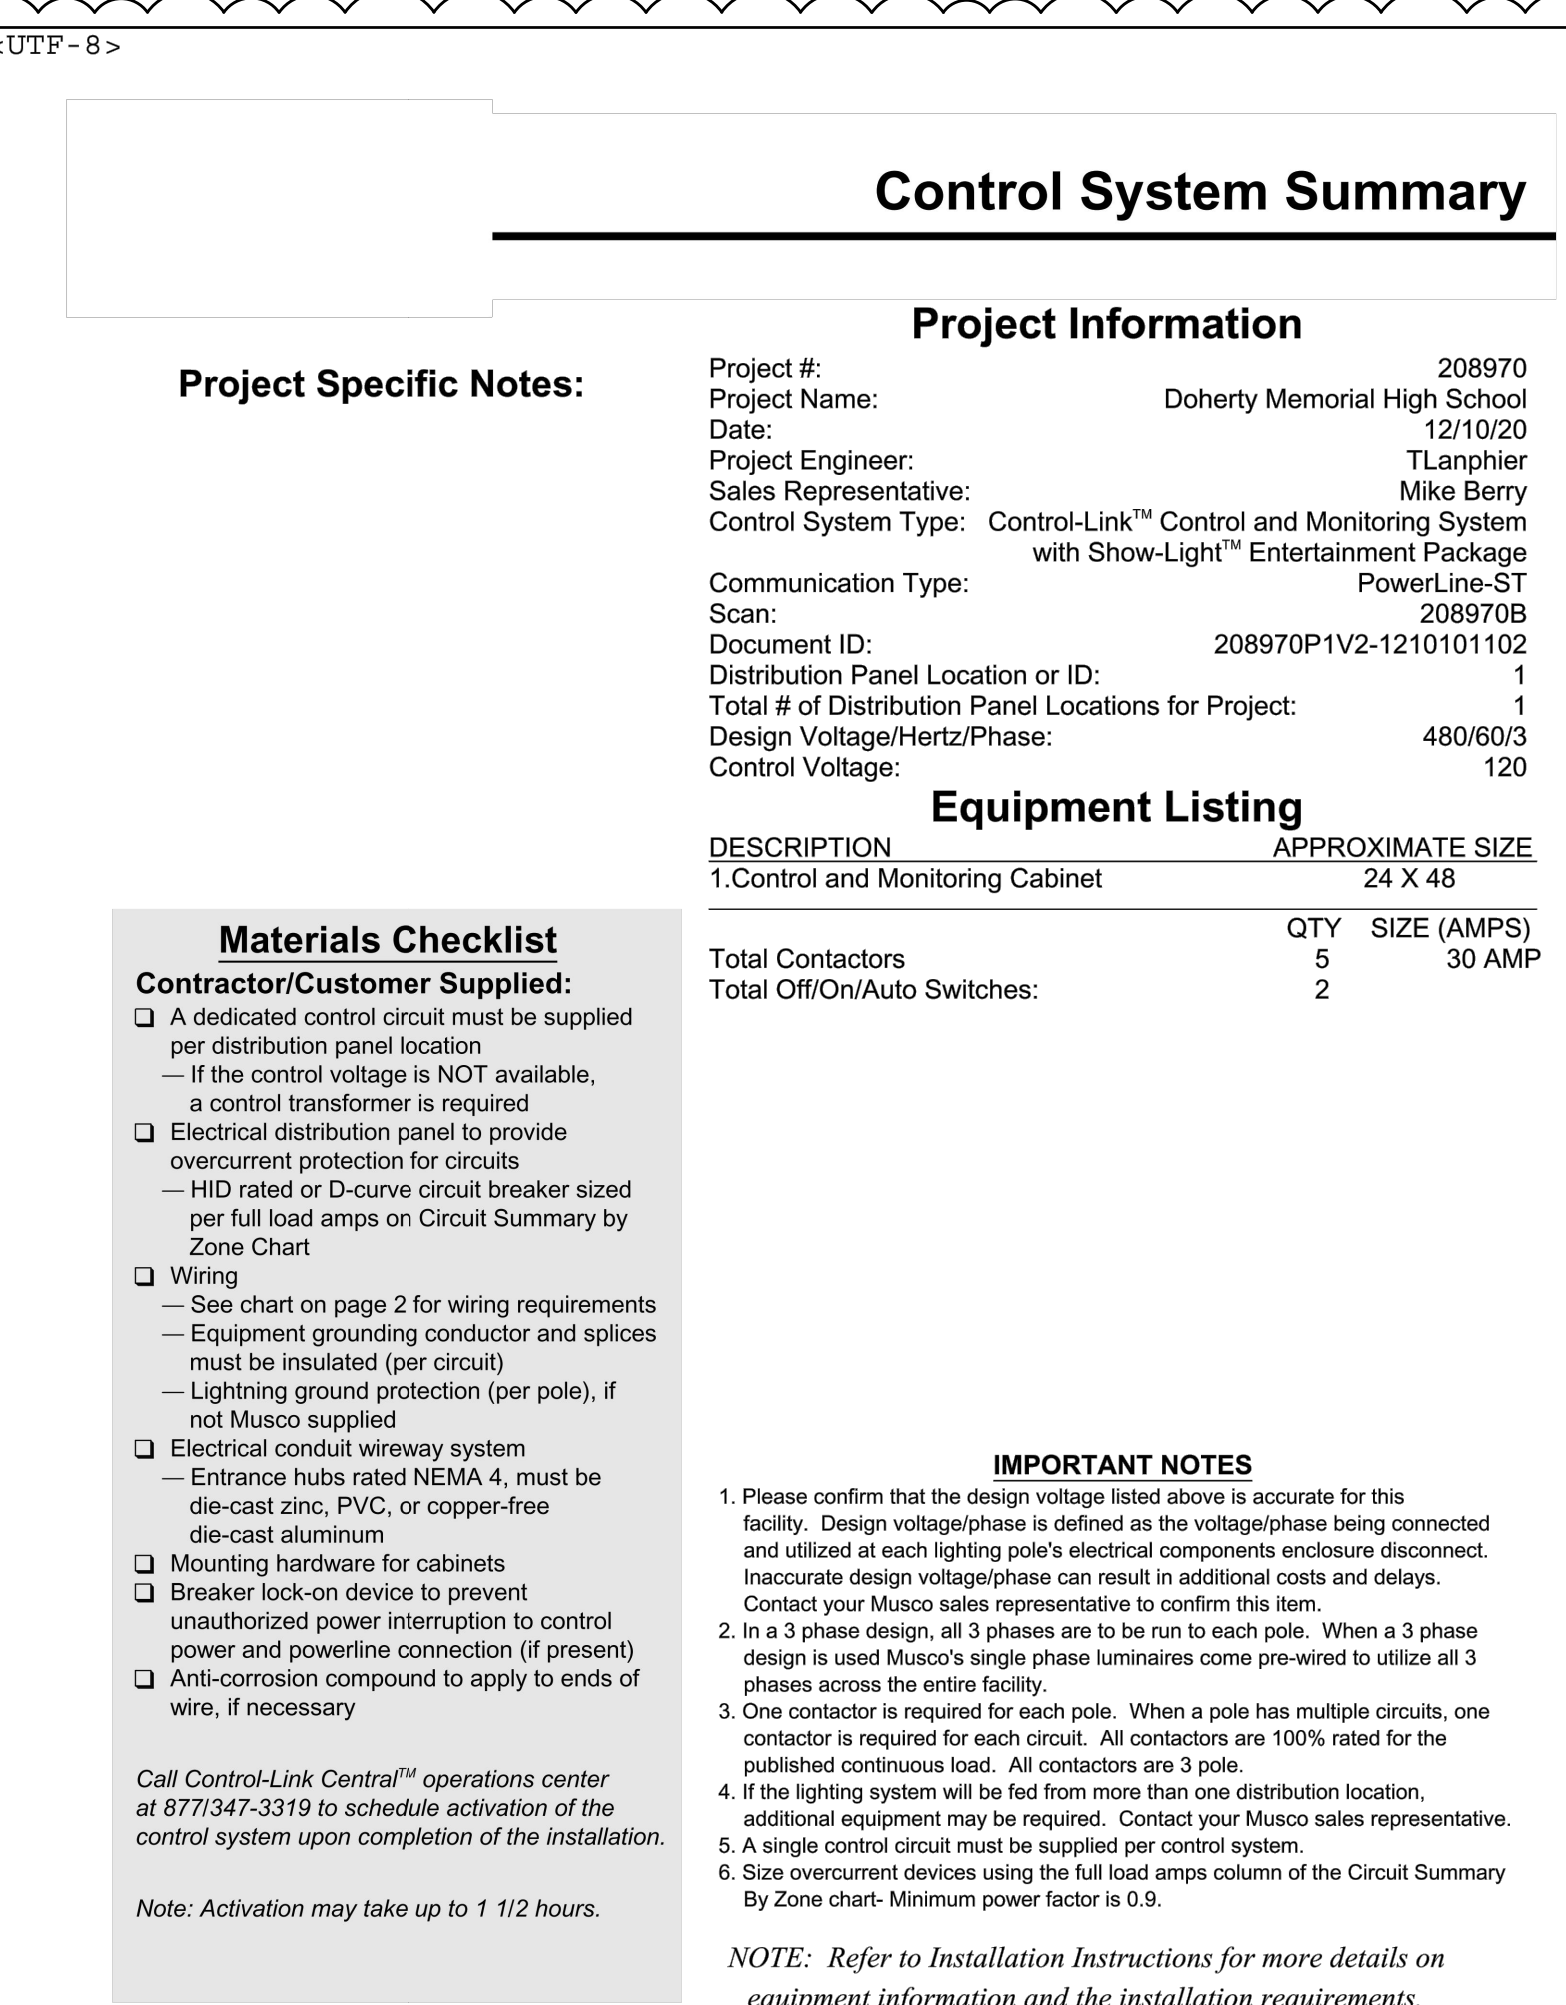 <UTF-8>
Control System Summary
Project Specific Notes:
Project Information
Project #: 208970
Project Name: Doherty Memorial High School
Date: 12/10/20
Project Engineer: TLanphier
Sales Representative: Mike Berry
Control System Type: Control-Link™ Control and Monitoring System
with Show-Light™ Entertainment Package
Communication Type: PowerLine-ST
Scan: 208970B
Document ID: 208970P1V2-1210101102
Distribution Panel Location or ID: 1
Total # of Distribution Panel Locations for Project: 1
Design Voltage/Hertz/Phase: 480/60/3
Control Voltage: 120
Equipment Listing
DESCRIPTION APPROXIMATE SIZE
1.Control and Monitoring Cabinet 24 X 48
QTY SIZE (AMPS)
Total Contactors 5 30 AMP
Total Off/On/Auto Switches: 2
Materials Checklist
Contractor/Customer Supplied:
❏ A dedicated control circuit must be supplied
per distribution panel location
— If the control voltage is NOT available,
a control transformer is required
❏ Electrical distribution panel to provide
overcurrent protection for circuits
— HID rated or D-curve circuit breaker sized
per full load amps on Circuit Summary by
Zone Chart
❏ Wiring
— See chart on page 2 for wiring requirements
— Equipment grounding conductor and splices
must be insulated (per circuit)
— Lightning ground protection (per pole), if
not Musco supplied
❏ Electrical conduit wireway system
— Entrance hubs rated NEMA 4, must be
die-cast zinc, PVC, or copper-free
die-cast aluminum
❏ Mounting hardware for cabinets
❏ Breaker lock-on device to prevent
unauthorized power interruption to control
power and powerline connection (if present)
❏ Anti-corrosion compound to apply to ends of
wire, if necessary
Call Control-Link Central™ operations center
at 877/347-3319 to schedule activation of the
control system upon completion of the installation.
Note: Activation may take up to 1 1/2 hours.
IMPORTANT NOTES
1. Please confirm that the design voltage listed above is accurate for this
facility. Design voltage/phase is defined as the voltage/phase being connected
and utilized at each lighting pole's electrical components enclosure disconnect.
Inaccurate design voltage/phase can result in additional costs and delays.
Contact your Musco sales representative to confirm this item.
2. In a 3 phase design, all 3 phases are to be run to each pole. When a 3 phase
design is used Musco's single phase luminaires come pre-wired to utilize all 3
phases across the entire facility.
3. One contactor is required for each pole. When a pole has multiple circuits, one
contactor is required for each circuit. All contactors are 100% rated for the
published continuous load. All contactors are 3 pole.
4. If the lighting system will be fed from more than one distribution location,
additional equipment may be required. Contact your Musco sales representative.
5. A single control circuit must be supplied per control system.
6. Size overcurrent devices using the full load amps column of the Circuit Summary
By Zone chart- Minimum power factor is 0.9.
NOTE: Refer to Installation Instructions for more details on
equipment information and the installation requirements.